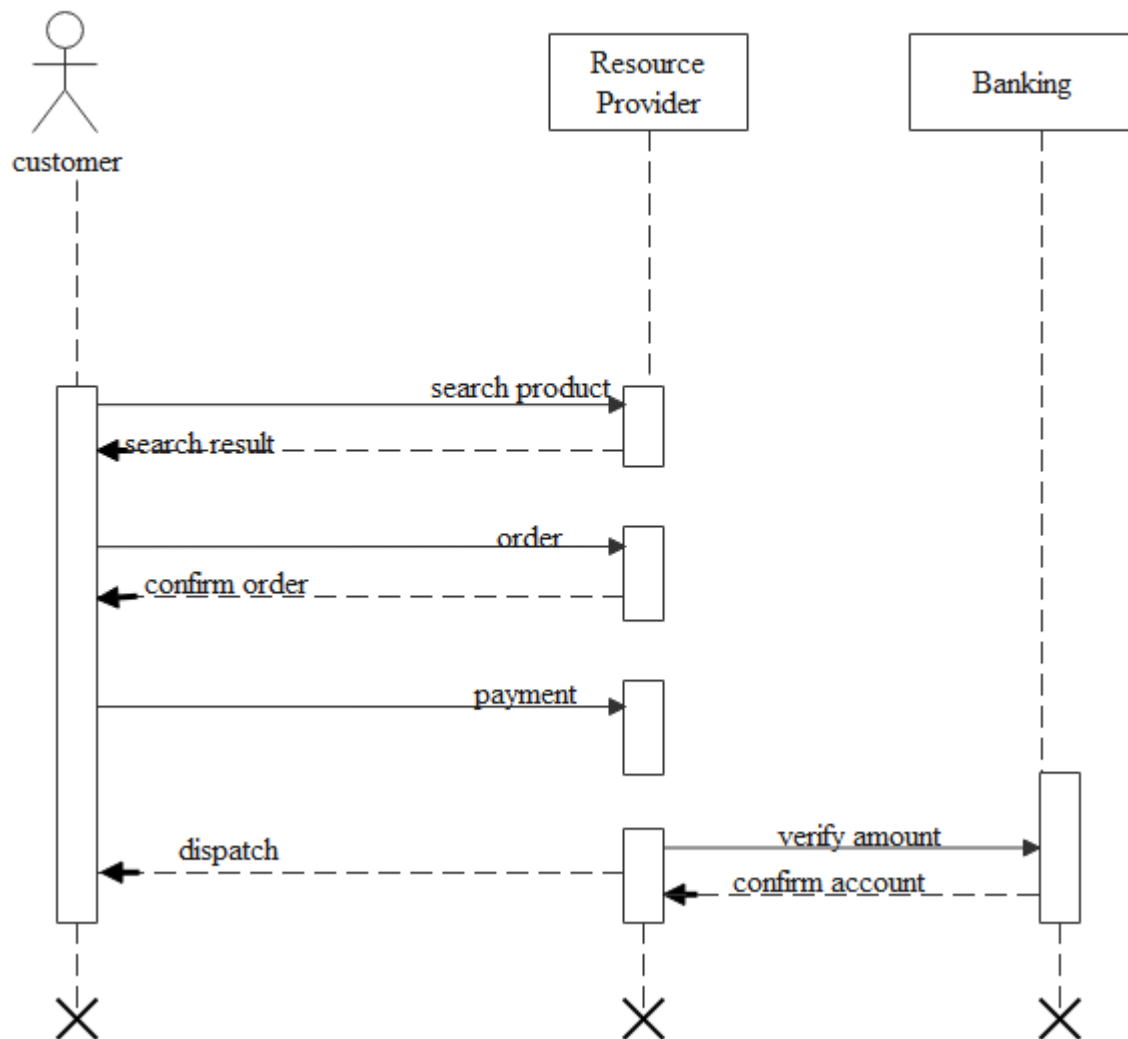 Resource
Provider
Banking
customer
search product
search result
order
confirm order
payment
verify amount
dispatch
confirm account